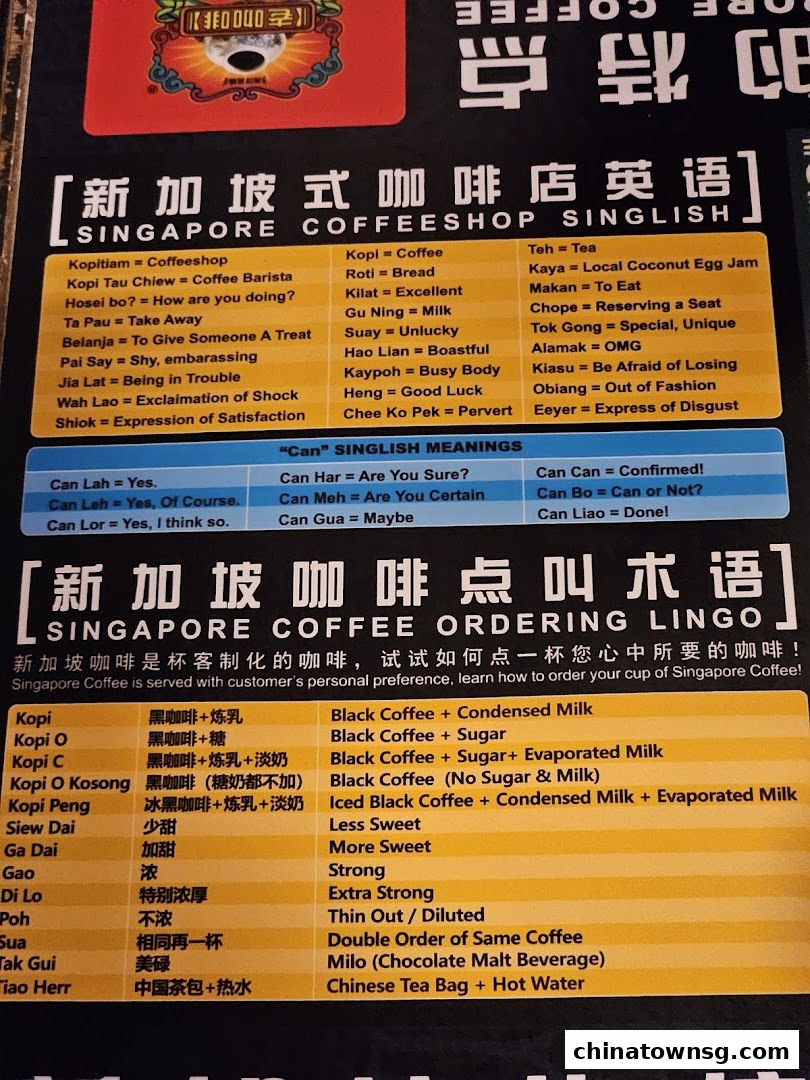 老咖啡
SINGAPORE COFFEE
的特点
[新加坡式咖啡店英语]
SINGAPORE COFFEESHOP SINGLISH
Kopitiam = Coffeeshop
Kopi Tau Chiew = Coffee Barista
Hosei bo? = How are you doing?
Ta Pau = Take Away
Belanja = To Give Someone A Treat
Pai Say = Shy, embarassing
Jia Lat = Being in Trouble
Wah Lao = Exclaimation of Shock
Shiok = Expression of Satisfaction
Kopi = Coffee
Roti = Bread
Kilat = Excellent
Gu Ning = Milk
Suay = Unlucky
Hao Lian = Boastful
Kaypoh = Busy Body
Heng = Good Luck
Chee Ko Pek = Pervert
Teh = Tea
Kaya = Local Coconut Egg Jam
Makan = To Eat
Chope = Reserving a Seat
Tok Gong = Special, Unique
Alamak = OMG
Kiasu = Be Afraid of Losing
Obiang = Out of Fashion
Eeyer = Express of Disgust
"Can" SINGLISH MEANINGS
Can Lah = Yes.
Can Leh = Yes, Of Course.
Can Lor = Yes, I think so.
Can Har = Are You Sure?
Can Meh = Are You Certain
Can Gua = Maybe
Can Can = Confirmed!
Can Bo = Can or Not?
Can Liao = Done!
[新加坡咖啡点叫术语]
SINGAPORE COFFEE ORDERING LINGO
新加坡咖啡是杯客制化的咖啡，试试如何点一杯您心中所要的咖啡！
Singapore Coffee is served with customer's personal preference, learn how to order your cup of Singapore Coffee!
Kopi 黑咖啡+炼乳 Black Coffee + Condensed Milk
Kopi O 黑咖啡+糖 Black Coffee + Sugar
Kopi C 黑咖啡+炼乳+淡奶 Black Coffee + Sugar+ Evaporated Milk
Kopi O Kosong 黑咖啡（糖奶都不加） Black Coffee (No Sugar & Milk)
Kopi Peng 冰黑咖啡+炼乳+淡奶 Iced Black Coffee + Condensed Milk + Evaporated Milk
Siew Dai 少甜 Less Sweet
Ga Dai 加甜 More Sweet
Gao 浓 Strong
Di Lo 特别浓厚 Extra Strong
Poh 不浓 Thin Out / Diluted
Sua 相同再一杯 Double Order of Same Coffee
Tak Gui 美碌 Milo (Chocolate Malt Beverage)
Tiao Herr 中国茶包+热水 Chinese Tea Bag + Hot Water
chinatownsg.com